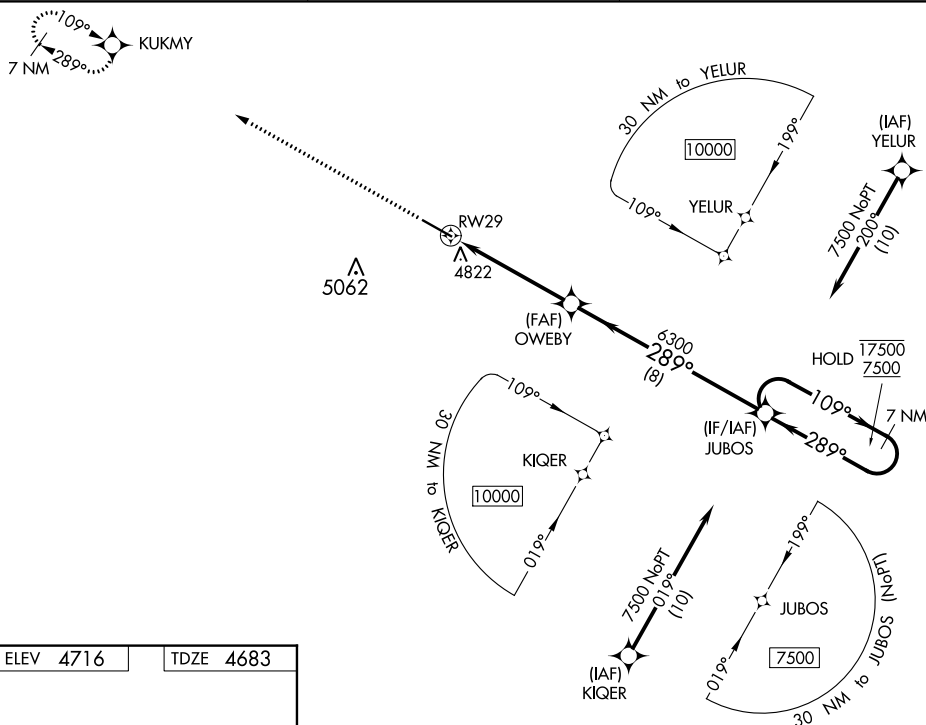 109°
KUKMY
289°
7 NM
30 NM to YELUR
10000
199°
YELUR
109°
(IAF)
YELUR
7500 NoPT
200°
(10)
RW29
4822
5062
(FAF)
OWEBY
6300
289°
(8)
HOLD 17500
7500
109°
7 NM
289°
(IF/IAF)
JUBOS
109°
30 NM to KIQER
KIQER
10000
019°
7500 NoPT
019°
(10)
(IAF)
KIQER
199°
JUBOS
7500
019°
30 NM to JUBOS (NoPT)
ELEV 4716
TDZE 4683